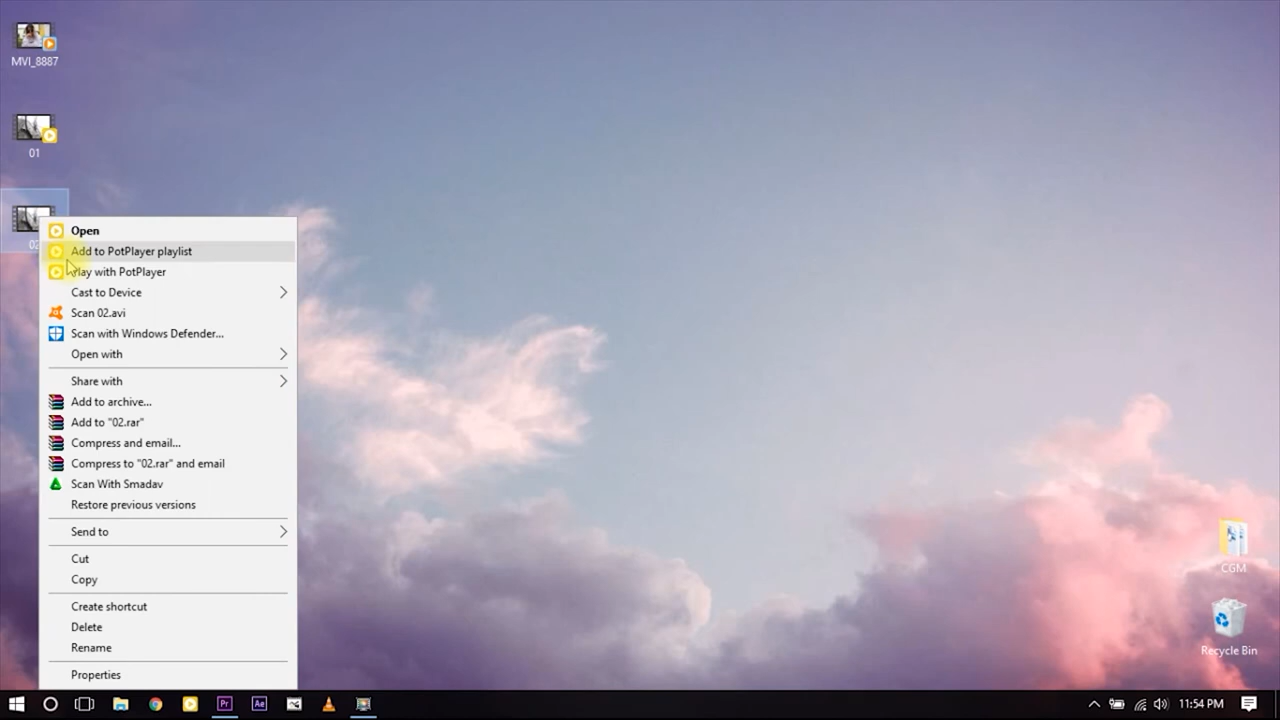 MVI_8887
01
02
Open
Add to PotPlayer playlist
Play with PotPlayer
Cast to Device
Scan 02.avi
Scan with Windows Defender...
Open with
Share with
Add to archive...
Add to "02.rar"
Compress and email...
Compress to "02.rar" and email
Scan With Smadav
Restore previous versions
Send to
Cut
Copy
Create shortcut
Delete
Rename
Properties
CGM
Recycle Bin
Pr
Ae
11:54 PM